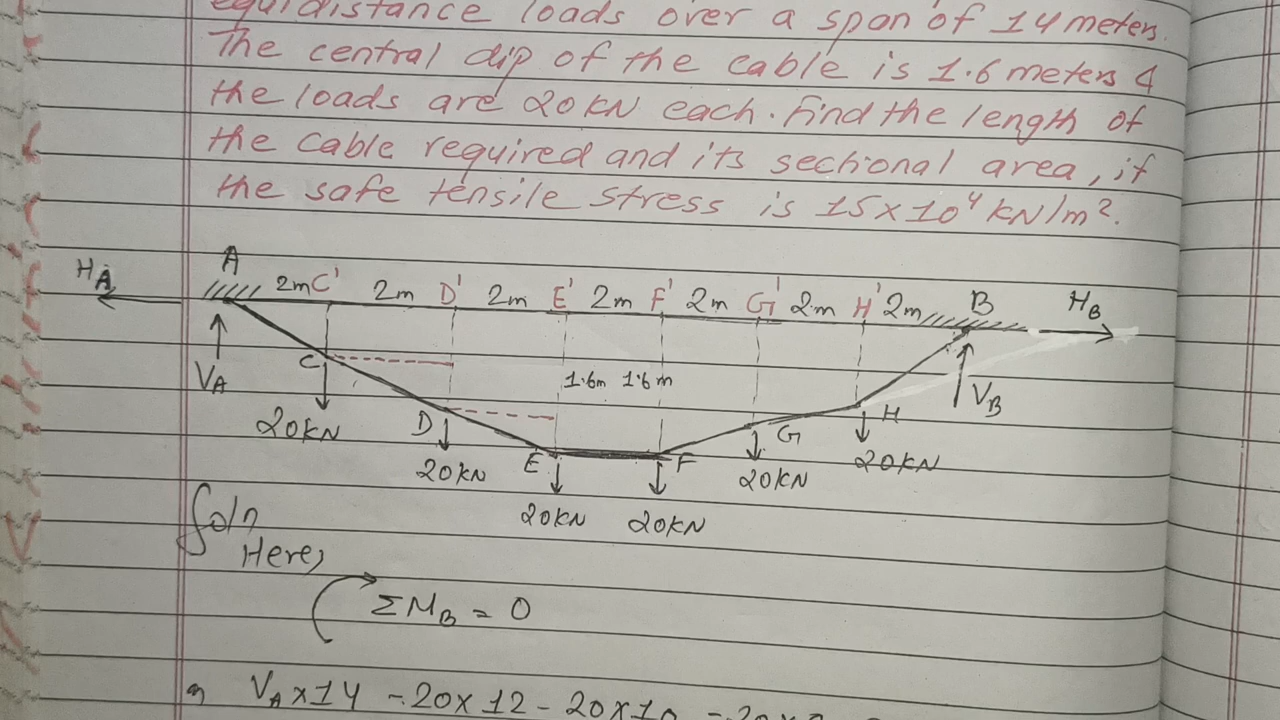 equidistance loads over a span of 14 meters.
The central dip of the cable is 1.6 meters &
the loads are 20 kN each. Find the length of
the cable required and its sectional area, if
the safe tensile stress is 15 x 10⁴ kN/m².
HA A 2m C' 2m D' 2m E' 2m F' 2m G' 2m H' 2m B HB
VA C 1.6m 1.6m VB
20KN D G H
20KN E F 20KN 20KN
20KN 20KN
Soln
Here,
ΣMB = 0
VA x 14 - 20 x 12 - 20 x 10